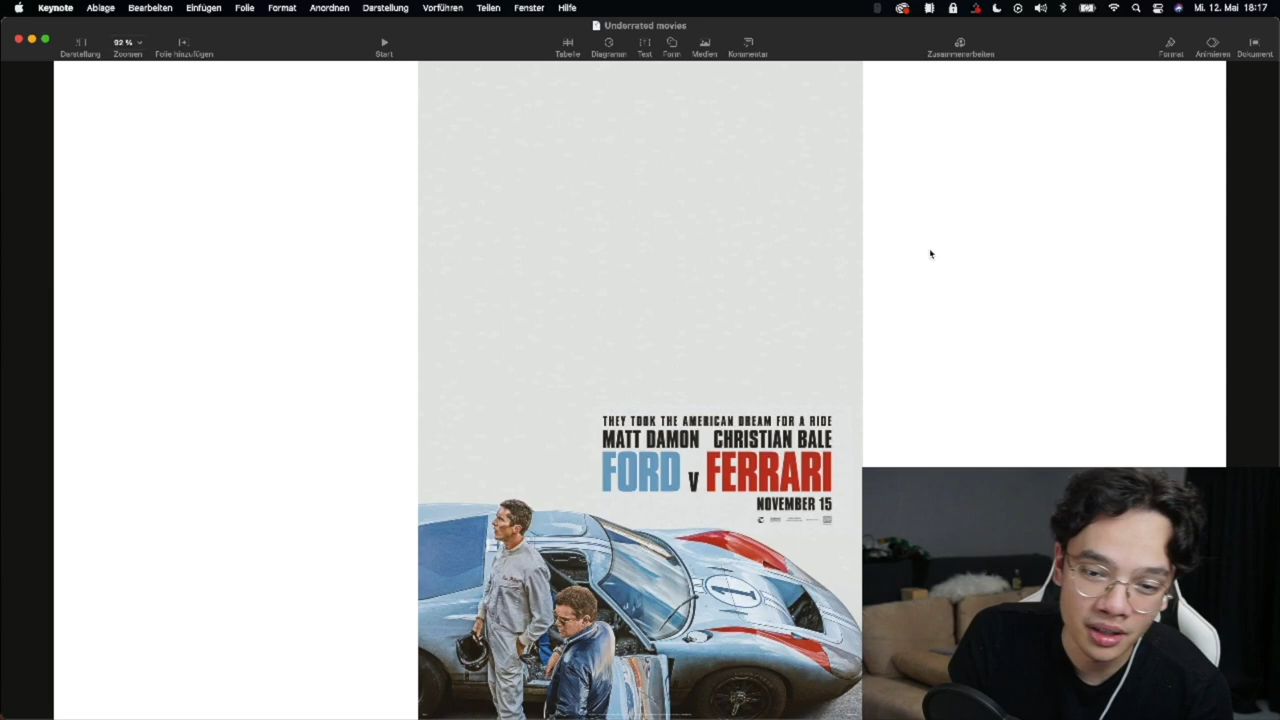 Keynote Ablage Bearbeiten Einfügen Folie Format Anordnen Darstellung Vorführen Teilen Fenster Hilfe Mi. 12. Mai 18:17
Underrated movies
92 %
Darstellung Zoomen Folie hinzufügen Start Tabelle Diagramm Text Form Medien Kommentar Zusammenarbeiten Format Animieren Dokument
THEY TOOK THE AMERICAN DREAM FOR A RIDE
MATT DAMON CHRISTIAN BALE
FORD V FERRARI
NOVEMBER 15
1